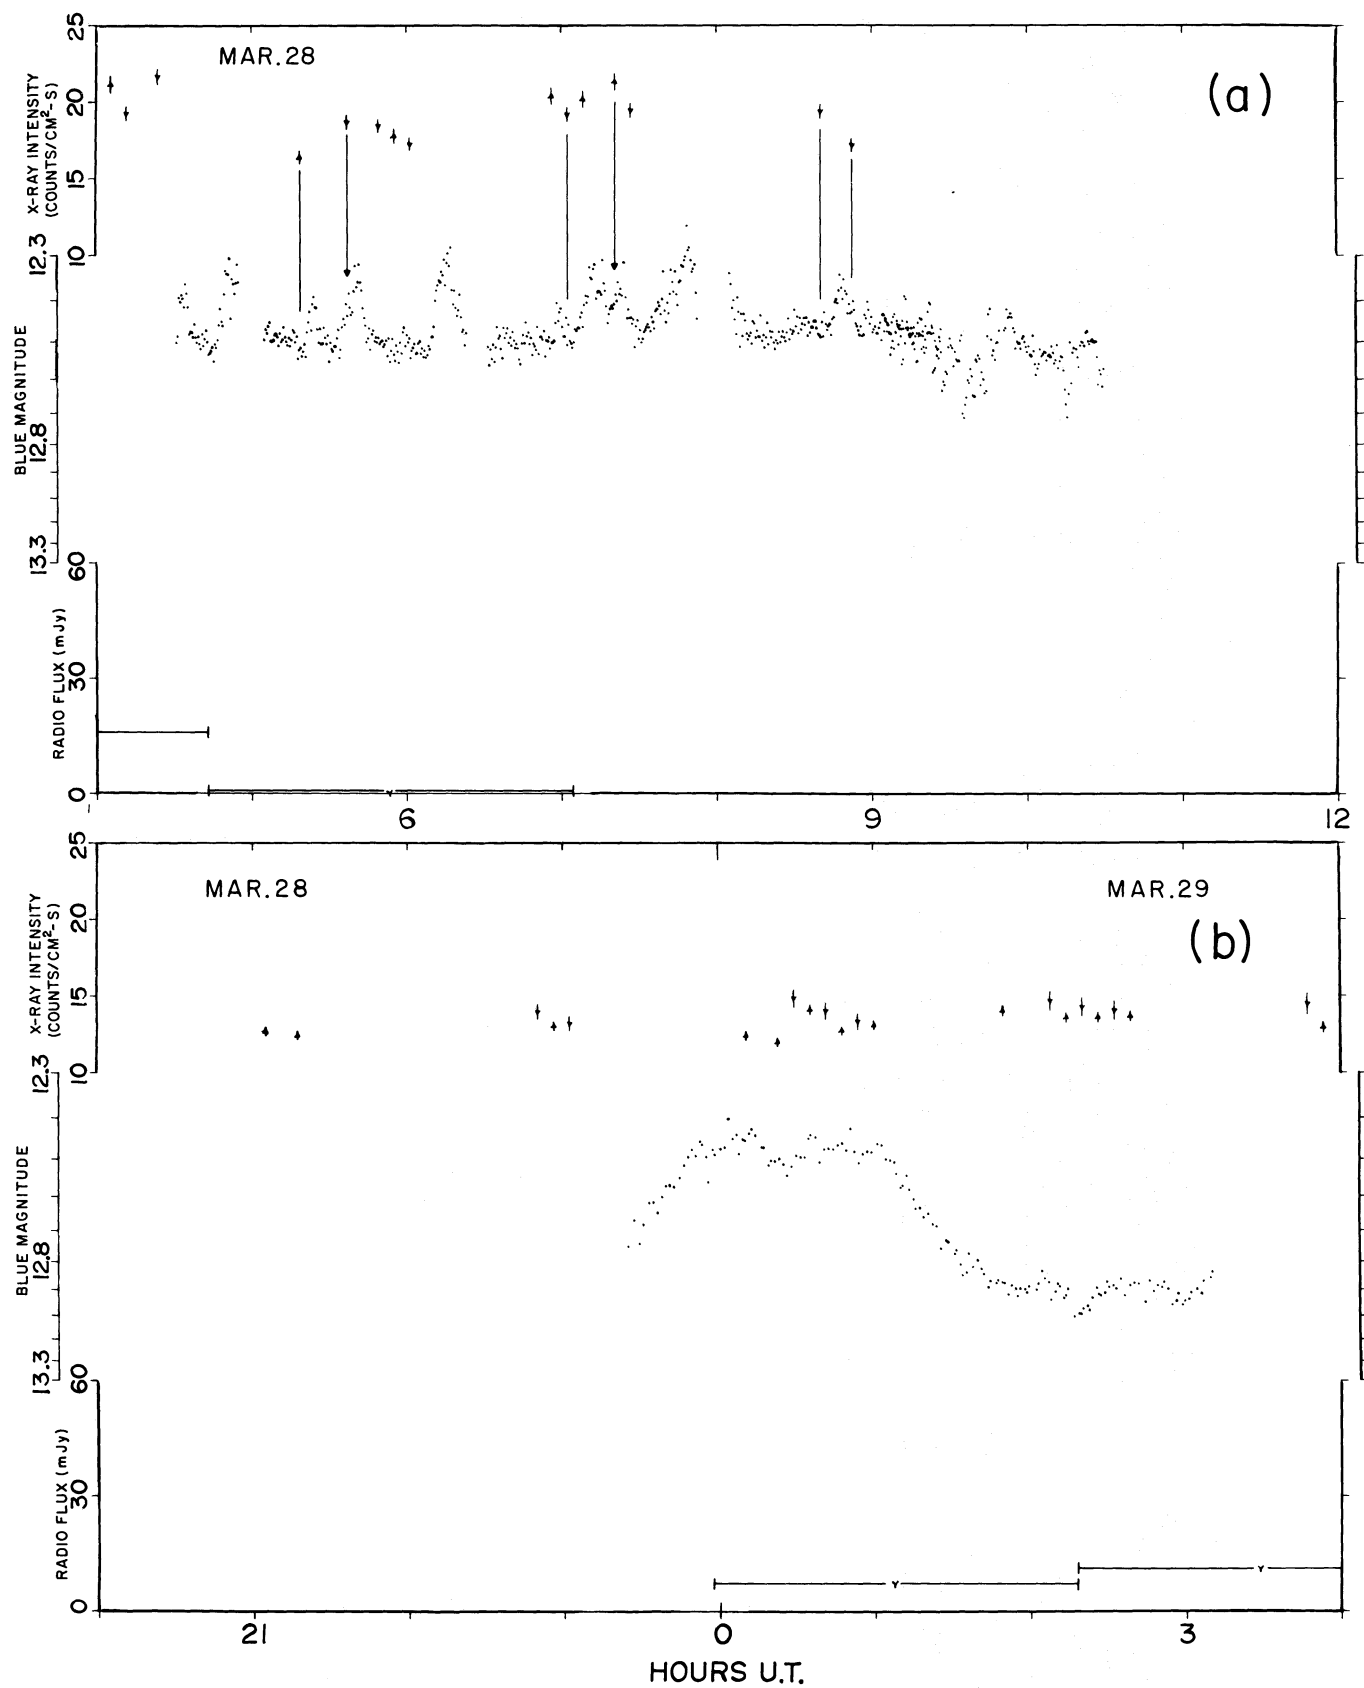 MAR.28
(a)
X-RAY INTENSITY
(COUNTS/CM²-S)
25
20
15
10
BLUE MAGNITUDE
12.3
12.8
13.3
RADIO FLUX (mJy)
60
30
0
6
9
12
MAR.28
MAR.29
(b)
X-RAY INTENSITY
(COUNTS/CM²-S)
25
20
15
10
BLUE MAGNITUDE
12.3
12.8
13.3
RADIO FLUX (mJy)
60
30
0
21
0
3
HOURS U.T.